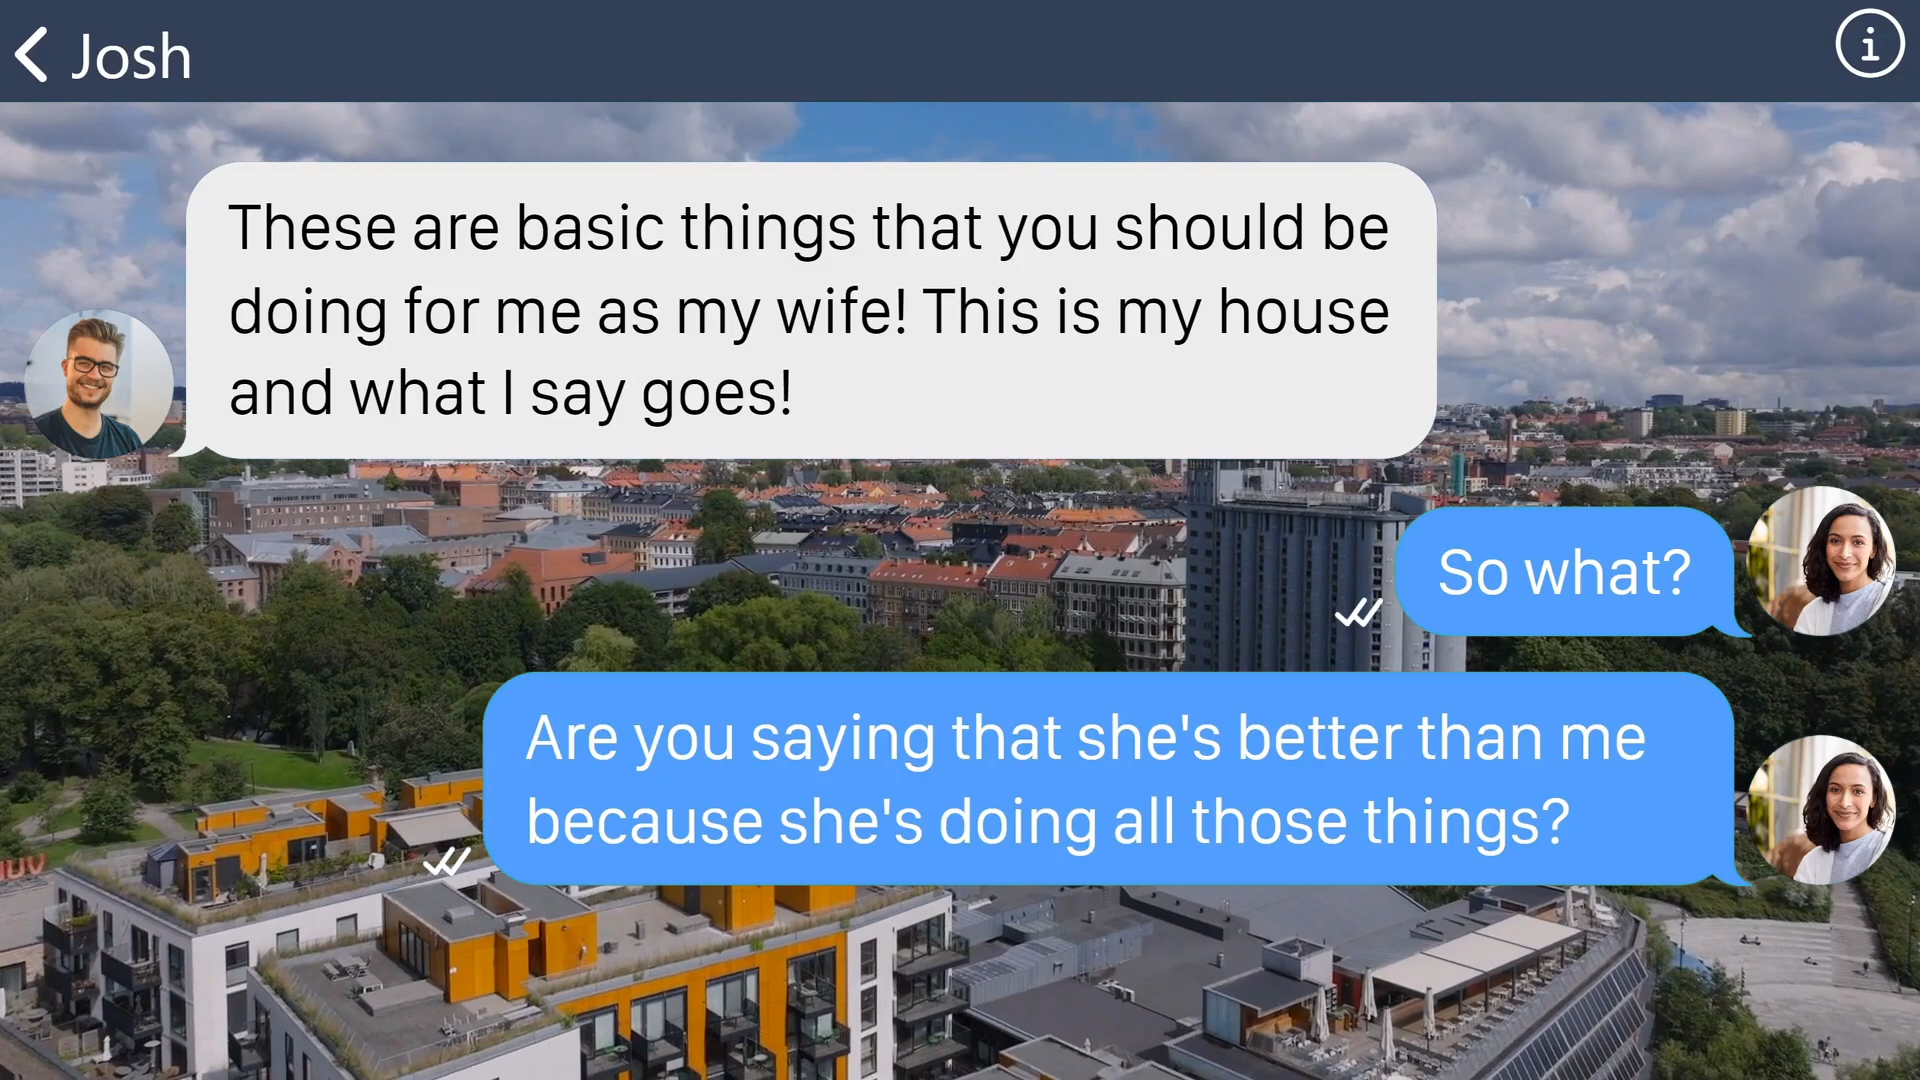 Josh
These are basic things that you should be
doing for me as my wife! This is my house
and what I say goes!
So what?
Are you saying that she's better than me
because she's doing all those things?